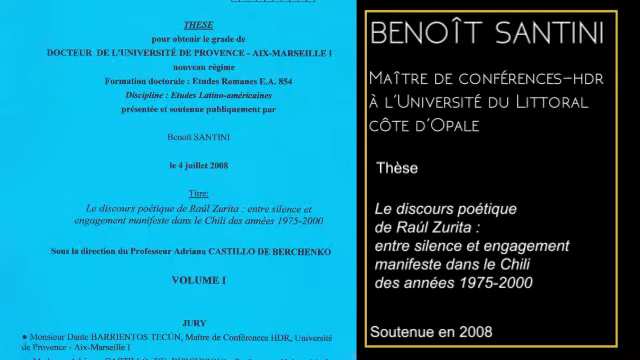 THESE
pour obtenir le grade de
DOCTEUR DE L'UNIVERSITÉ DE PROVENCE - AIX-MARSEILLE I
nouveau régime
Formation doctorale : Etudes Romanes E.A. 854
Discipline : Etudes Latino-américaines
présentée et soutenue publiquement par
Benoît SANTINI
le 4 juillet 2008
Titre:
Le discours poétique de Raúl Zurita : entre silence et
engagement manifeste dans le Chili des années 1975-2000
Sous la direction du Professeur Adriana CASTILLO DE BERCHENKO
VOLUME I
JURY
● Monsieur Dante BARRIENTOS TECÚN, Maître de Conférences HDR, Université
de Provence - Aix-Marseille I
BENOÎT SANTINI
MAÎTRE DE CONFÉRENCES-HDR
À L'UNIVERSITÉ DU LITTORAL
CÔTE D'OPALE
Thèse
Le discours poétique
de Raúl Zurita :
entre silence et engagement
manifeste dans le Chili
des années 1975-2000
Soutenue en 2008